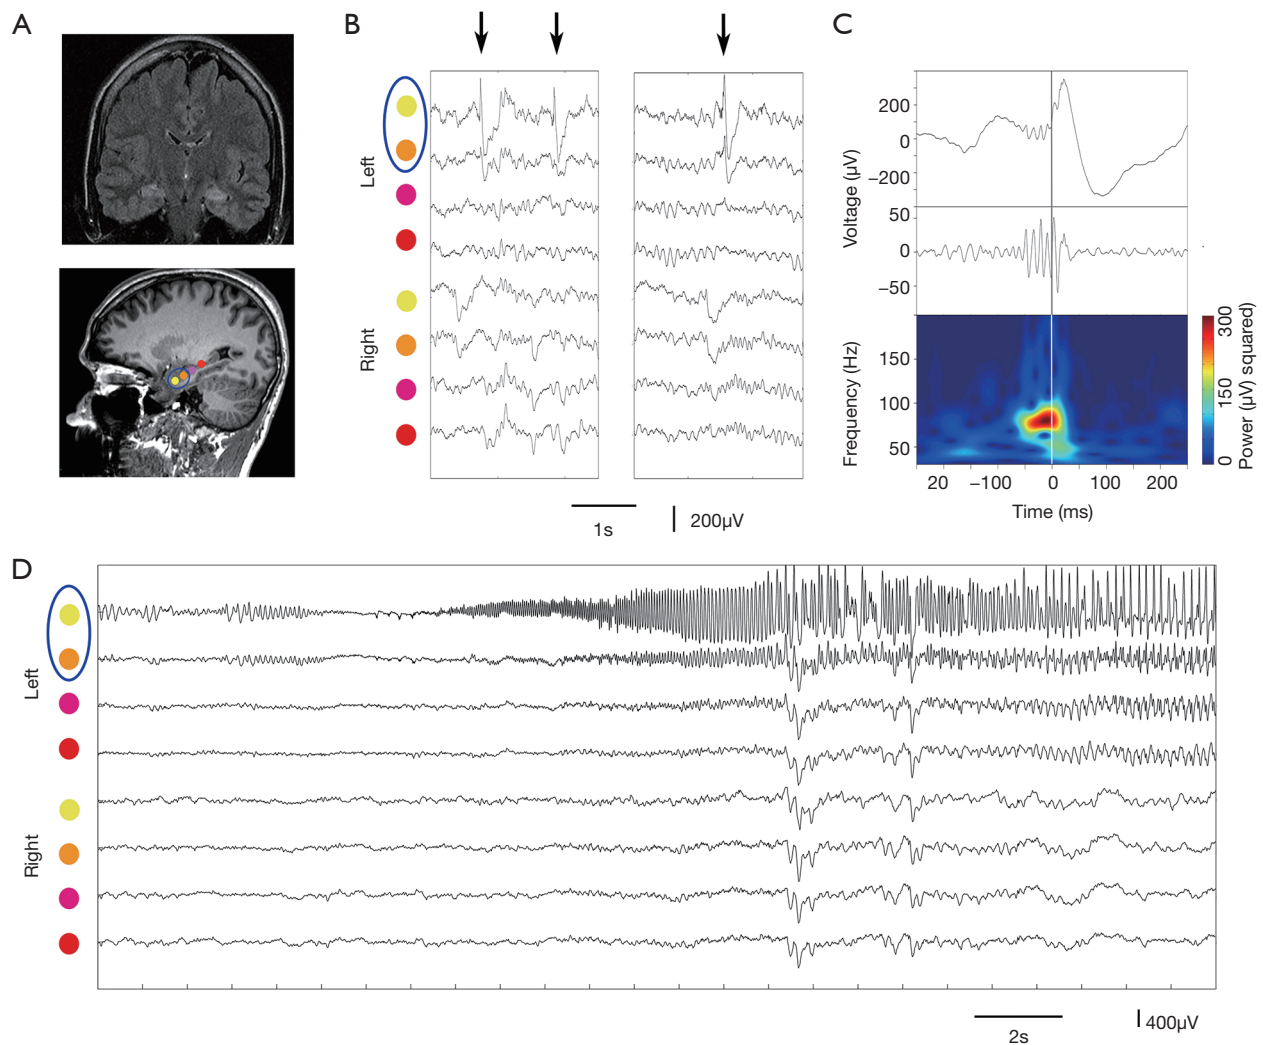 A
B
C
Left
Right
1s
200μV
Voltage (μV)
200
0
−200
50
0
−50
Frequency (Hz)
150
100
50
20 −100 0 100 200
Time (ms)
0 150 300
Power (μV) squared)
D
Left
Right
2s
400μV